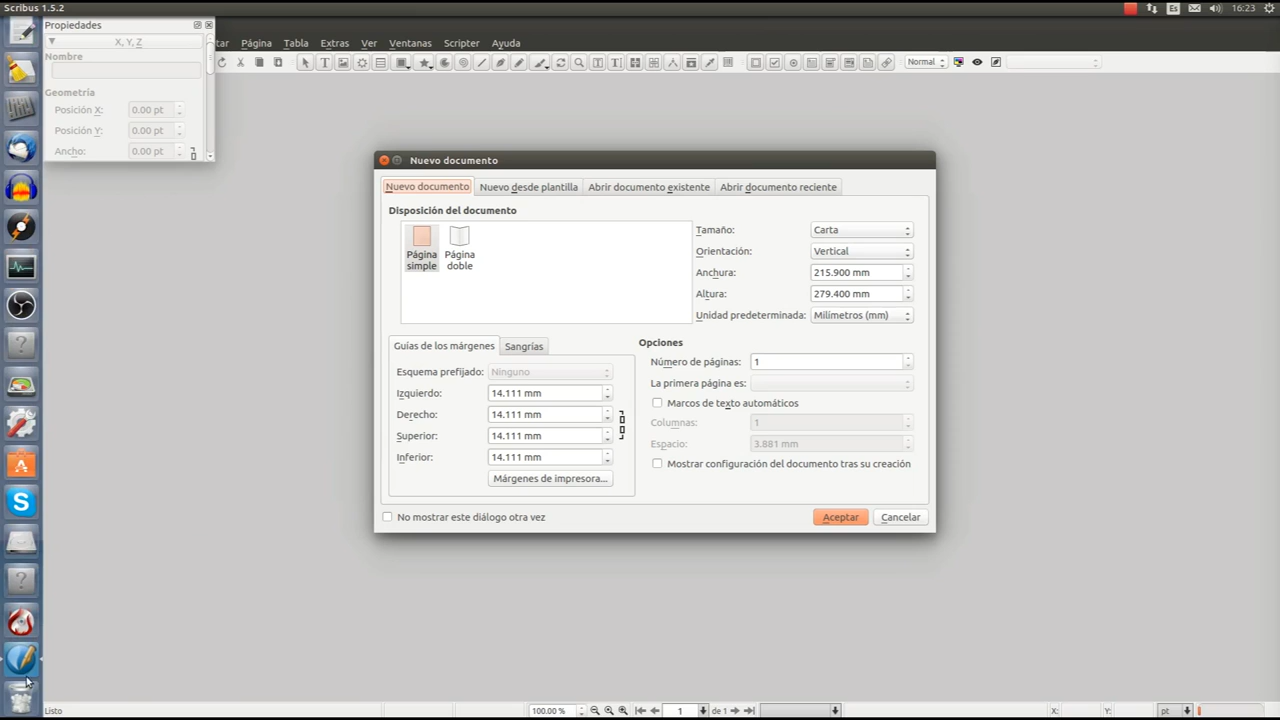 Scribus 1.5.2
Es
16:23
Propiedades
X, Y, Z
Nombre
Geometría
Posición X: 0.00 pt
Posición Y: 0.00 pt
Ancho: 0.00 pt
tar Página Tabla Extras Ver Ventanas Scripter Ayuda
Normal
Nuevo documento
Nuevo documento Nuevo desde plantilla Abrir documento existente Abrir documento reciente
Disposición del documento
Página simple
Página doble
Tamaño: Carta
Orientación: Vertical
Anchura: 215.900 mm
Altura: 279.400 mm
Unidad predeterminada: Milímetros (mm)
Guías de los márgenes Sangrías
Esquema prefijado: Ninguno
Izquierdo: 14.111 mm
Derecho: 14.111 mm
Superior: 14.111 mm
Inferior: 14.111 mm
Márgenes de impresora...
Opciones
Número de páginas: 1
La primera página es:
Marcos de texto automáticos
Columnas: 1
Espacio: 3.881 mm
Mostrar configuración del documento tras su creación
No mostrar este diálogo otra vez
Aceptar Cancelar
Listo
100.00 %
1
de 1
X:
Y:
pt